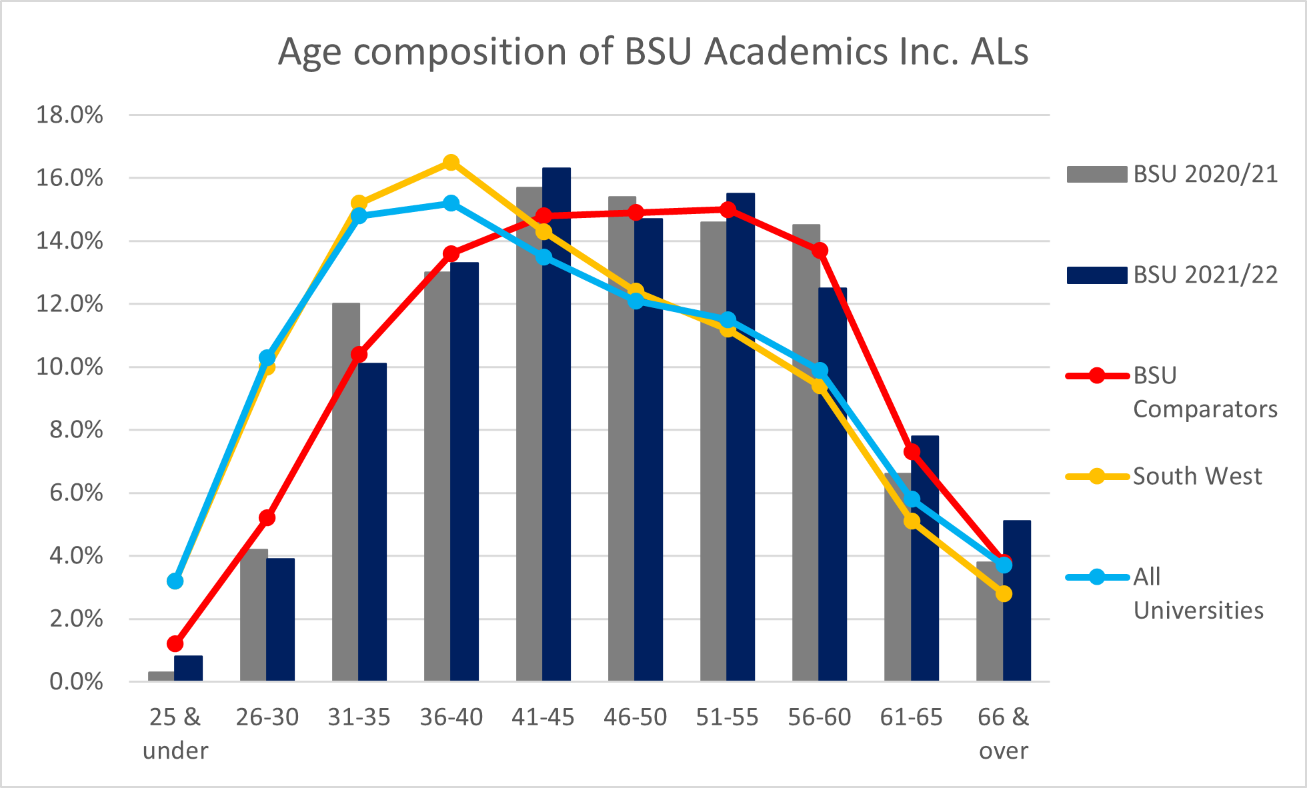 Age composition of BSU Academics Inc. ALs
18.0%
16.0%
14.0%
12.0%
10.0%
8.0%
6.0%
4.0%
2.0%
0.0%
25 &
under
26-30
31-35
36-40
41-45
46-50
51-55
56-60
61-65
66 &
over
BSU 2020/21
BSU 2021/22
BSU
Comparators
South West
All
Universities